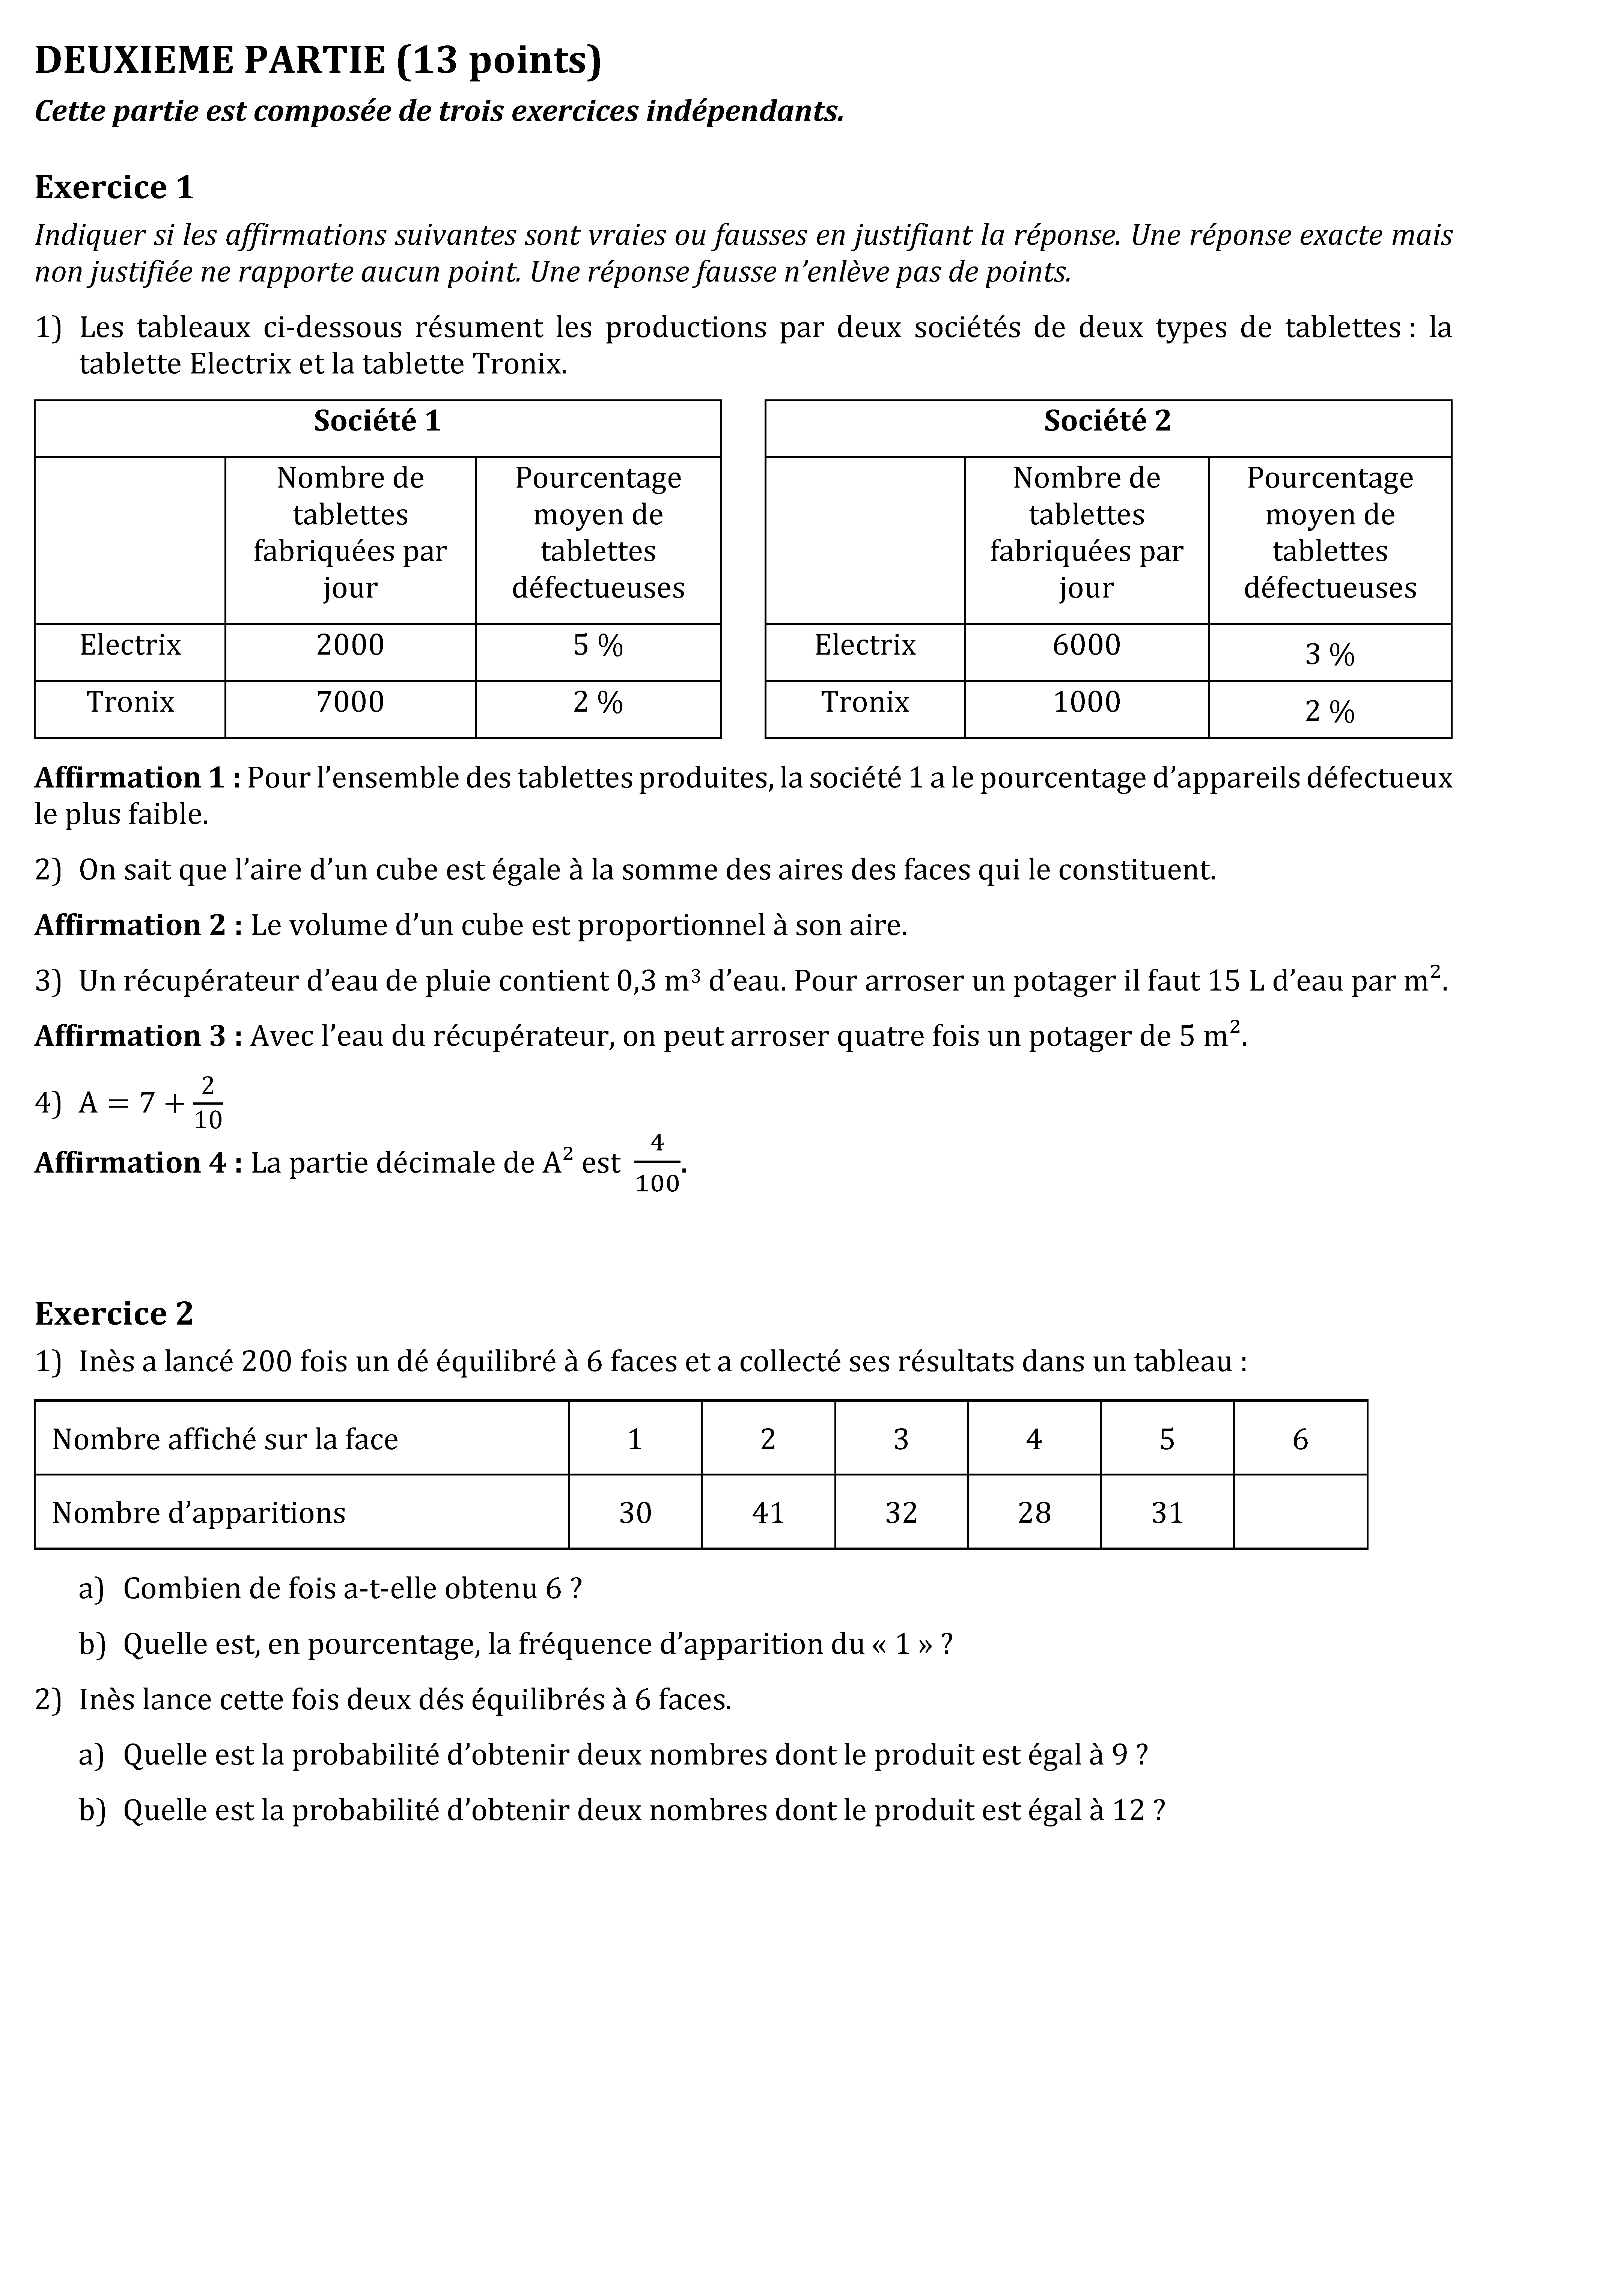 DEUXIEME PARTIE (13 points)
Cette partie est composée de trois exercices indépendants.
Exercice 1
Indiquer si les affirmations suivantes sont vraies ou fausses en justifiant la réponse. Une réponse exacte mais
non justifiée ne rapporte aucun point. Une réponse fausse n’enlève pas de points.
1) Les tableaux ci-dessous résument les productions par deux sociétés de deux types de tablettes : la
tablette Electrix et la tablette Tronix.
Société 1
Nombre de
tablettes
fabriquées par
jour
Pourcentage
moyen de
tablettes
défectueuses
Electrix 2000 5 %
Tronix 7000 2 %
Société 2
Nombre de
tablettes
fabriquées par
jour
Pourcentage
moyen de
tablettes
défectueuses
Electrix 6000 3 %
Tronix 1000 2 %
Affirmation 1 : Pour l’ensemble des tablettes produites, la société 1 a le pourcentage d’appareils défectueux
le plus faible.
2) On sait que l’aire d’un cube est égale à la somme des aires des faces qui le constituent.
Affirmation 2 : Le volume d’un cube est proportionnel à son aire.
3) Un récupérateur d’eau de pluie contient 0,3 m³ d’eau. Pour arroser un potager il faut 15 L d’eau par m².
Affirmation 3 : Avec l’eau du récupérateur, on peut arroser quatre fois un potager de 5 m².
4) A = 7 + 2/10
Affirmation 4 : La partie décimale de A² est 4/100.
Exercice 2
1) Inès a lancé 200 fois un dé équilibré à 6 faces et a collecté ses résultats dans un tableau :
Nombre affiché sur la face 1 2 3 4 5 6
Nombre d’apparitions 30 41 32 28 31
a) Combien de fois a-t-elle obtenu 6 ?
b) Quelle est, en pourcentage, la fréquence d’apparition du « 1 » ?
2) Inès lance cette fois deux dés équilibrés à 6 faces.
a) Quelle est la probabilité d’obtenir deux nombres dont le produit est égal à 9 ?
b) Quelle est la probabilité d’obtenir deux nombres dont le produit est égal à 12 ?